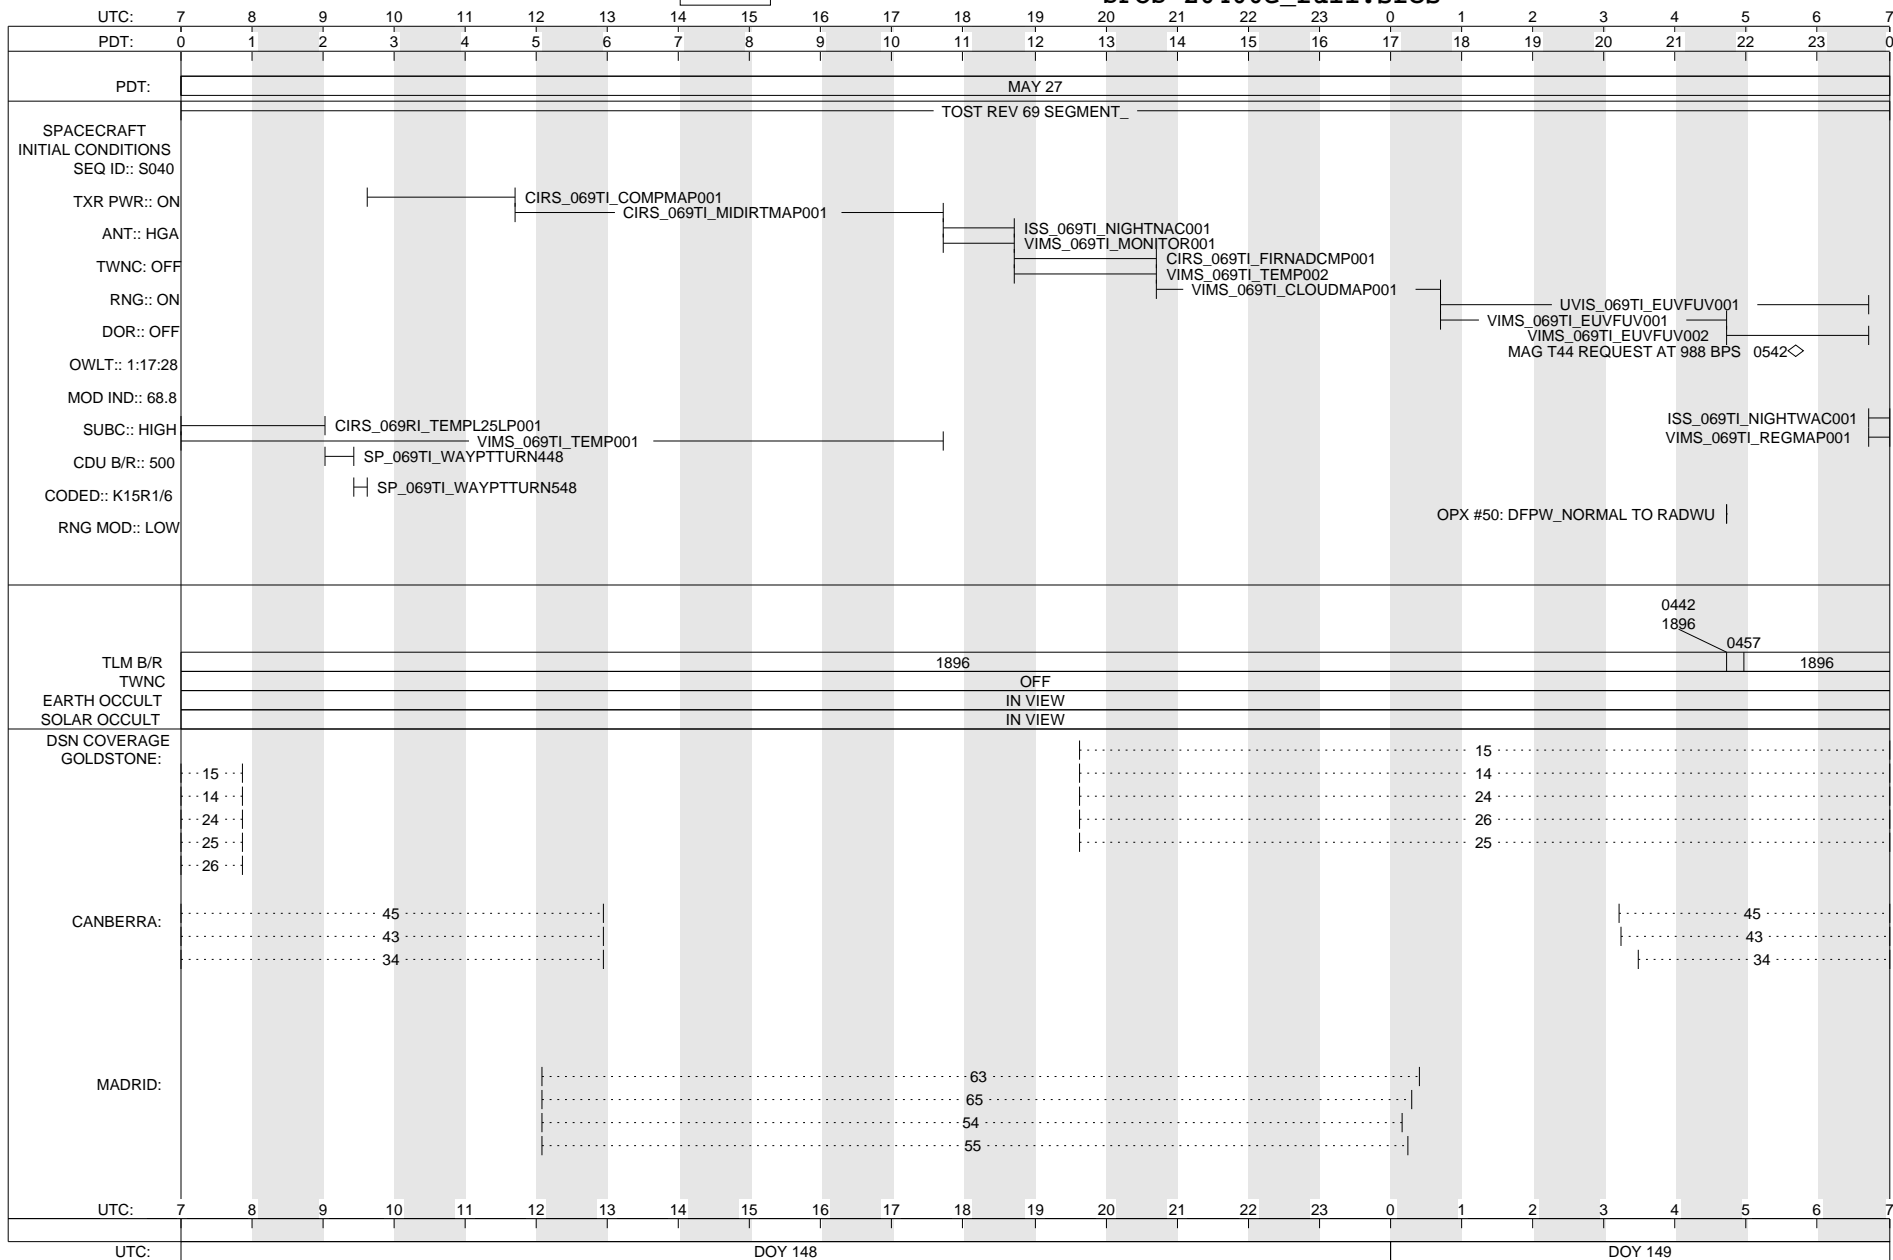 UTC: 7 8 9 10 11 12 13 14 15 16 17 18 19 20 21 22 23 0 1 2 3 4 5 6 7
PDT: 0 1 2 3 4 5 6 7 8 9 10 11 12 13 14 15 16 17 18 19 20 21 22 23 0
PDT: MAY 27
TOST REV 69 SEGMENT_
SPACECRAFT
INITIAL CONDITIONS
SEQ ID:: S040
TXR PWR:: ON
CIRS_069TI_COMPMAP001
CIRS_069TI_MIDIRTMAP001
ANT:: HGA
ISS_069TI_NIGHTNAC001
VIMS_069TI_MONITOR001
TWNC: OFF
CIRS_069TI_FIRNADCMP001
VIMS_069TI_TEMP002
VIMS_069TI_CLOUDMAP001
RNG:: ON
UVIS_069TI_EUVFUV001
VIMS_069TI_EUVFUV001
DOR:: OFF
VIMS_069TI_EUVFUV002
MAG T44 REQUEST AT 988 BPS 0542
OWLT:: 1:17:28
MOD IND:: 68.8
SUBC:: HIGH
CIRS_069RI_TEMPL25LP001
ISS_069TI_NIGHTWAC001
VIMS_069TI_TEMP001
VIMS_069TI_REGMAP001
CDU B/R:: 500
SP_069TI_WAYPTTURN448
CODED:: K15R1/6
SP_069TI_WAYPTTURN548
RNG MOD:: LOW
OPX #50: DFPW_NORMAL TO RADWU
0442
1896
0457
TLM B/R 1896 1896
TWNC OFF
EARTH OCCULT IN VIEW
SOLAR OCCULT IN VIEW
DSN COVERAGE
GOLDSTONE:
15
15 14
14 24
24 26
25 25
26
CANBERRA:
45 45
43 43
34 34
MADRID:
63
65
54
55
UTC: 7 8 9 10 11 12 13 14 15 16 17 18 19 20 21 22 23 0 1 2 3 4 5 6 7
UTC: DOY 148 DOY 149